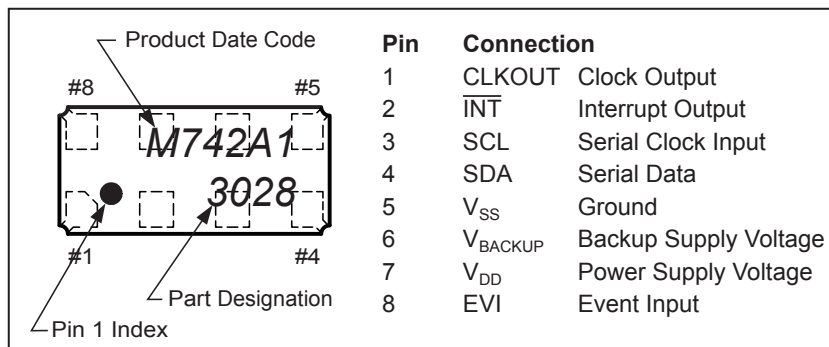 Product Date Code
#8 #5
M742A1
3028
#1 #4
Part Designation
Pin 1 Index
Pin Connection
1 CLKOUT Clock Output
2 INT Interrupt Output
3 SCL Serial Clock Input
4 SDA Serial Data
5 VSS Ground
6 VBACKUP Backup Supply Voltage
7 VDD Power Supply Voltage
8 EVI Event Input